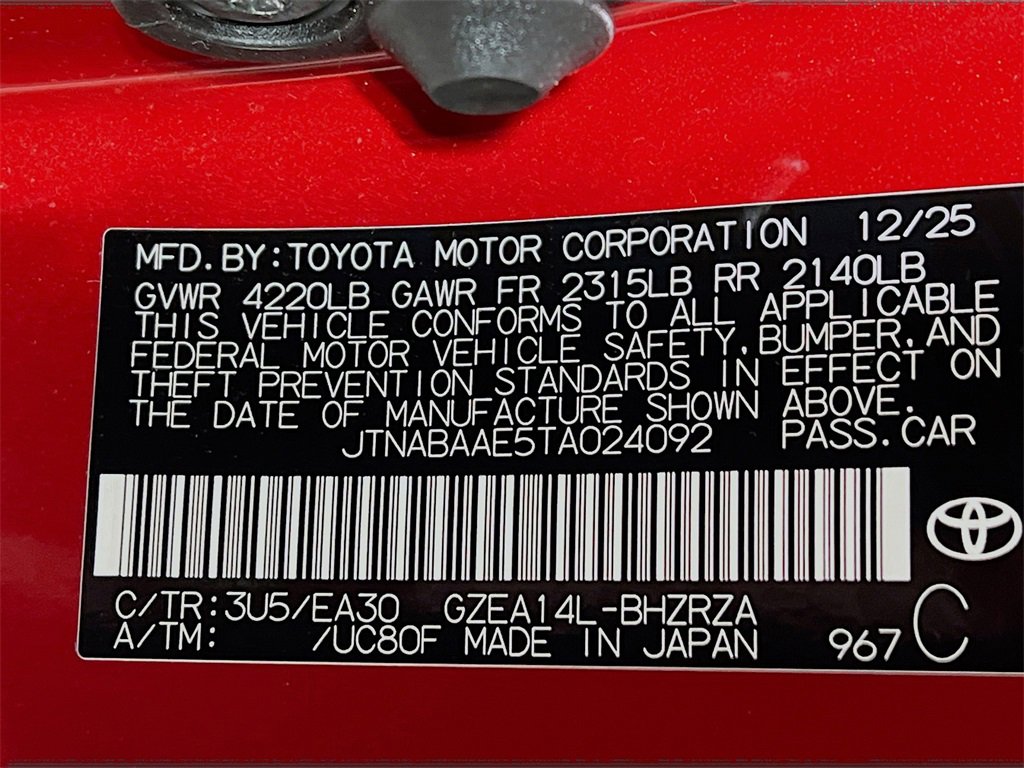 MFD.BY:TOYOTA MOTOR CORPORATION 12/25
GVWR 4220LB GAWR FR 2315LB RR 2140LB
THIS VEHICLE CONFORMS TO ALL APPLICABLE
FEDERAL MOTOR VEHICLE SAFETY,BUMPER,AND
THEFT PREVENTION STANDARDS IN EFFECT ON
THE DATE OF MANUFACTURE SHOWN ABOVE.
JTNABAAE5TA024092 PASS.CAR
C/TR:3U5/EA30 GZEA14L-BHZRZA
A/TM: /UC80F MADE IN JAPAN 967 C